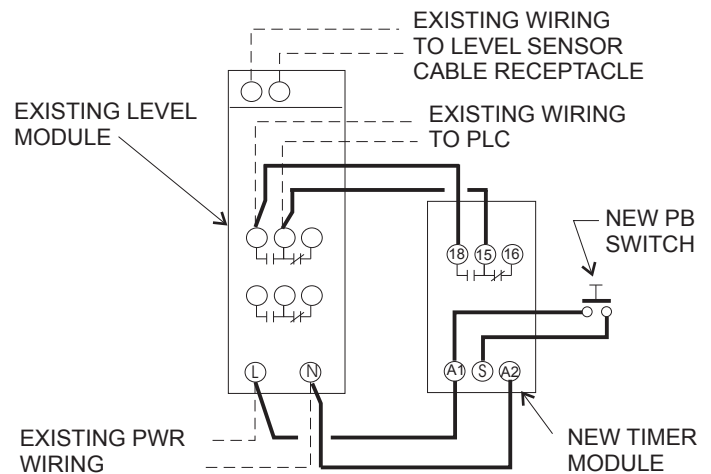 EXISTING WIRING
TO LEVEL SENSOR
CABLE RECEPTACLE
EXISTING LEVEL
MODULE
EXISTING WIRING
TO PLC
NEW PB
SWITCH
18 15 16
L N
A1 S A2
EXISTING PWR
WIRING
NEW TIMER
MODULE